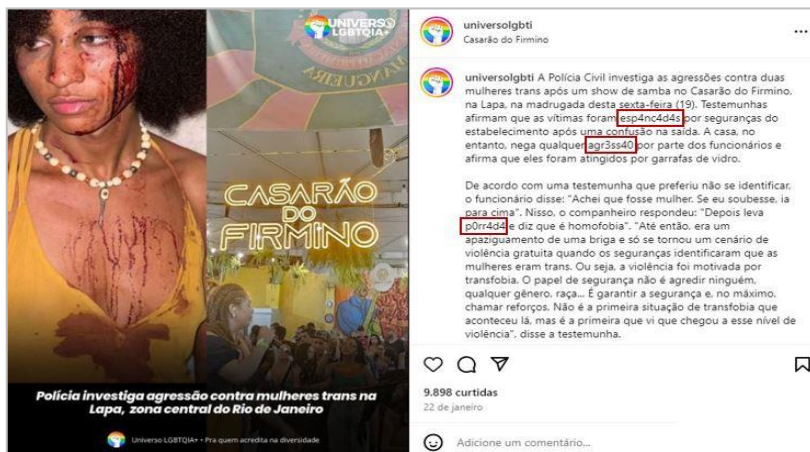 UNIVERSO
LGBTQIA+
MANGUEIRA
CASARÃO
DO
FIRMINO
Polícia investiga agressão contra mulheres trans na
Lapa, zona central do Rio de Janeiro
Universo LGBTQIA+ • Pra quem acredita na diversidade
universolgbti
Casarão do Firmino
universolgbti A Polícia Civil investiga as agressões contra duas
mulheres trans após um show de samba no Casarão do Firmino,
na Lapa, na madrugada desta sexta-feira (19). Testemunhas
afirmam que as vítimas foram esp4nc4d4s por seguranças do
estabelecimento após uma confusão na saída. A casa, no
entanto, nega qualquer agr3ss40 por parte dos funcionários e
afirma que eles foram atingidos por garrafas de vidro.
De acordo com uma testemunha que preferiu não se identificar,
o funcionário disse: "Achei que fosse mulher. Se eu soubesse, ia
para cima". Nisso, o companheiro respondeu: "Depois leva
p0rr4d4 e diz que é homofobia". "Até então, era um
apaziguamento de uma briga e só se tornou um cenário de
violência gratuita quando os seguranças identificaram que as
mulheres eram trans. Ou seja, a violência foi motivada por
transfobia. O papel de segurança não é agredir ninguém,
qualquer gênero, raça... É garantir a segurança e, no máximo,
chamar reforços. Não é a primeira situação de transfobia que
aconteceu lá, mas é a primeira que vi que chegou a esse nível de
violência", disse a testemunha.
9.898 curtidas
22 de janeiro
Adicione um comentário...